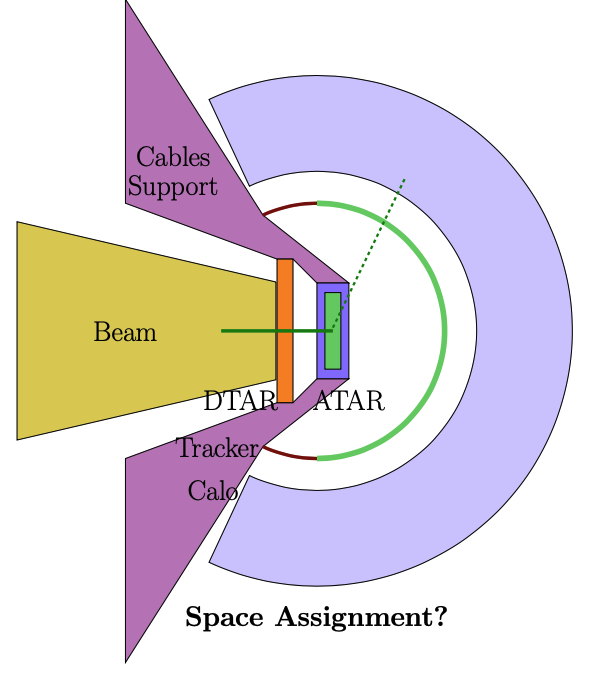 Cables
Support
Beam
DTAR
ATAR
Tracker
Calo
Space Assignment?